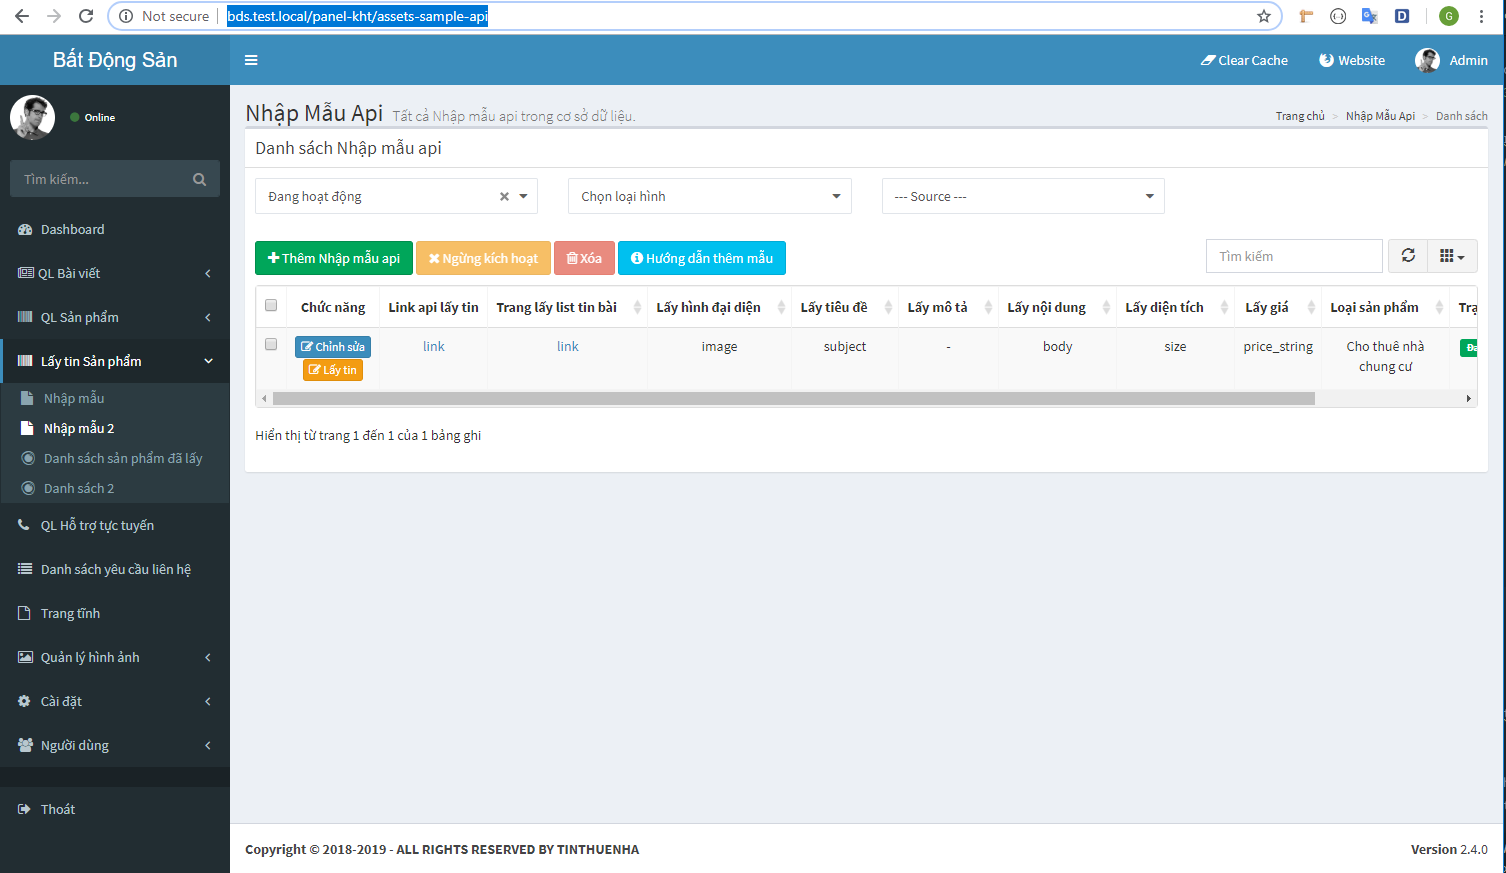 Not secure
bds.test.local/panel-kht/assets-sample-api
G
D
Bất Động Sản
Clear Cache
Website
Admin
Online
Tìm kiếm...
Dashboard
QL Bài viết
QL Sản phẩm
Lấy tin Sản phẩm
Nhập mẫu
Nhập mẫu 2
Danh sách sản phẩm đã lấy
Danh sách 2
QL Hỗ trợ tực tuyến
Danh sách yêu cầu liên hệ
Trang tĩnh
Quản lý hình ảnh
Cài đặt
Người dùng
Thoát
Nhập Mẫu Api Tất cả Nhập mẫu api trong cơ sở dữ liệu.
Trang chủ > Nhập Mẫu Api > Danh sách
Danh sách Nhập mẫu api
Đang hoạt động
Chọn loại hình
--- Source ---
Thêm Nhập mẫu api
Ngừng kích hoạt
Xóa
Hướng dẫn thêm mẫu
Tìm kiếm
Chức năng Link api lấy tin Trang lấy list tin bài Lấy hình đại diện Lấy tiêu đề Lấy mô tả Lấy nội dung Lấy diện tích Lấy giá Loại sản phẩm
Chỉnh sửa link link image subject - body size price_string Cho thuê nhà
Lấy tin chung cư
Hiển thị từ trang 1 đến 1 của 1 bảng ghi
Copyright © 2018-2019 - ALL RIGHTS RESERVED BY TINTHUENHA
Version 2.4.0